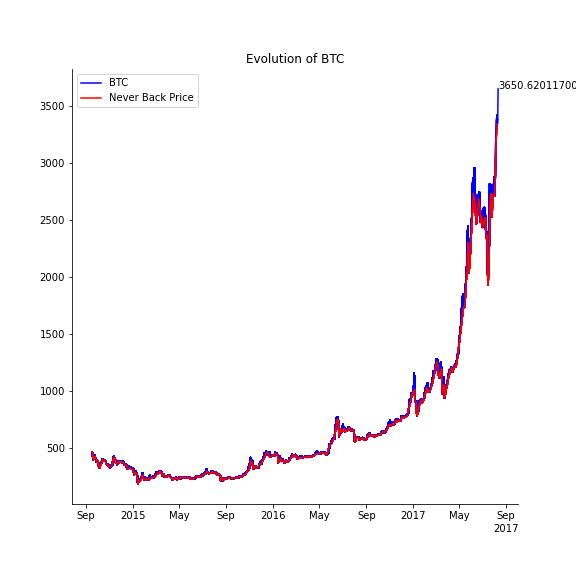 Evolution of BTC
BTC
Never Back Price
3650.62011700
3500
3000
2500
2000
1500
1000
500
Sep
2015
May
Sep
2016
May
Sep
2017
May
Sep
2017